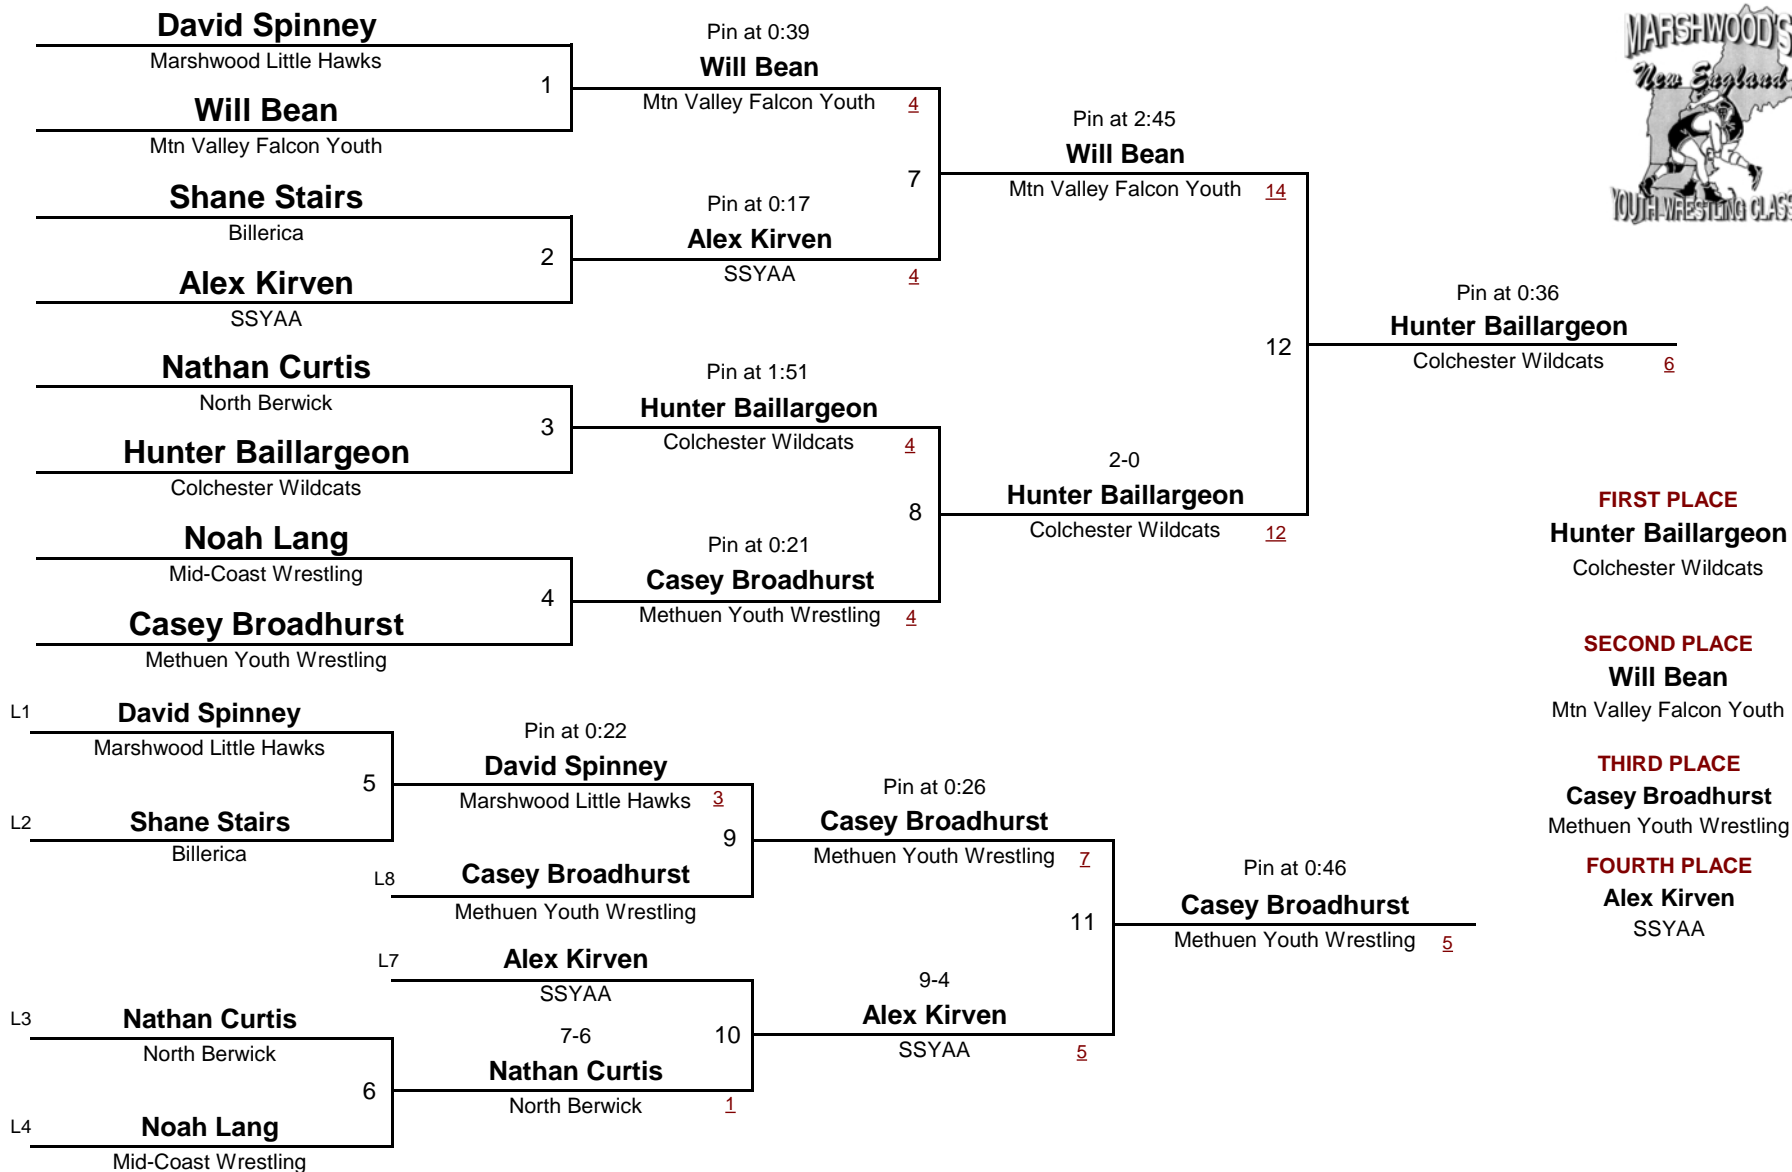 David Spinney
Marshwood Little Hawks
1
Will Bean
Mtn Valley Falcon Youth
Shane Stairs
Billerica
2
Alex Kirven
SSYAA
Nathan Curtis
North Berwick
3
Hunter Baillargeon
Colchester Wildcats
Noah Lang
Mid-Coast Wrestling
4
Casey Broadhurst
Methuen Youth Wrestling
Pin at 0:39
Will Bean
Mtn Valley Falcon Youth 4
7
Pin at 0:17
Alex Kirven
SSYAA 4
Pin at 1:51
Hunter Baillargeon
Colchester Wildcats 4
8
Pin at 0:21
Casey Broadhurst
Methuen Youth Wrestling 4
Pin at 2:45
Will Bean
Mtn Valley Falcon Youth 14
12
2-0
Hunter Baillargeon
Colchester Wildcats 12
Pin at 0:36
Hunter Baillargeon
Colchester Wildcats 6
MARSHWOOD'S
New England
YOUTH WRESTLING CLASS
FIRST PLACE
Hunter Baillargeon
Colchester Wildcats
SECOND PLACE
Will Bean
Mtn Valley Falcon Youth
THIRD PLACE
Casey Broadhurst
Methuen Youth Wrestling
FOURTH PLACE
Alex Kirven
SSYAA
L1 David Spinney
Marshwood Little Hawks
5
L2 Shane Stairs
Billerica
Pin at 0:22
David Spinney
Marshwood Little Hawks 3
9
L8 Casey Broadhurst
Methuen Youth Wrestling
L7 Alex Kirven
SSYAA
L3 Nathan Curtis
North Berwick
6
L4 Noah Lang
Mid-Coast Wrestling
7-6
10
Nathan Curtis
North Berwick 1
Pin at 0:26
Casey Broadhurst
Methuen Youth Wrestling 7
11
9-4
Alex Kirven
SSYAA 5
Pin at 0:46
Casey Broadhurst
Methuen Youth Wrestling 5